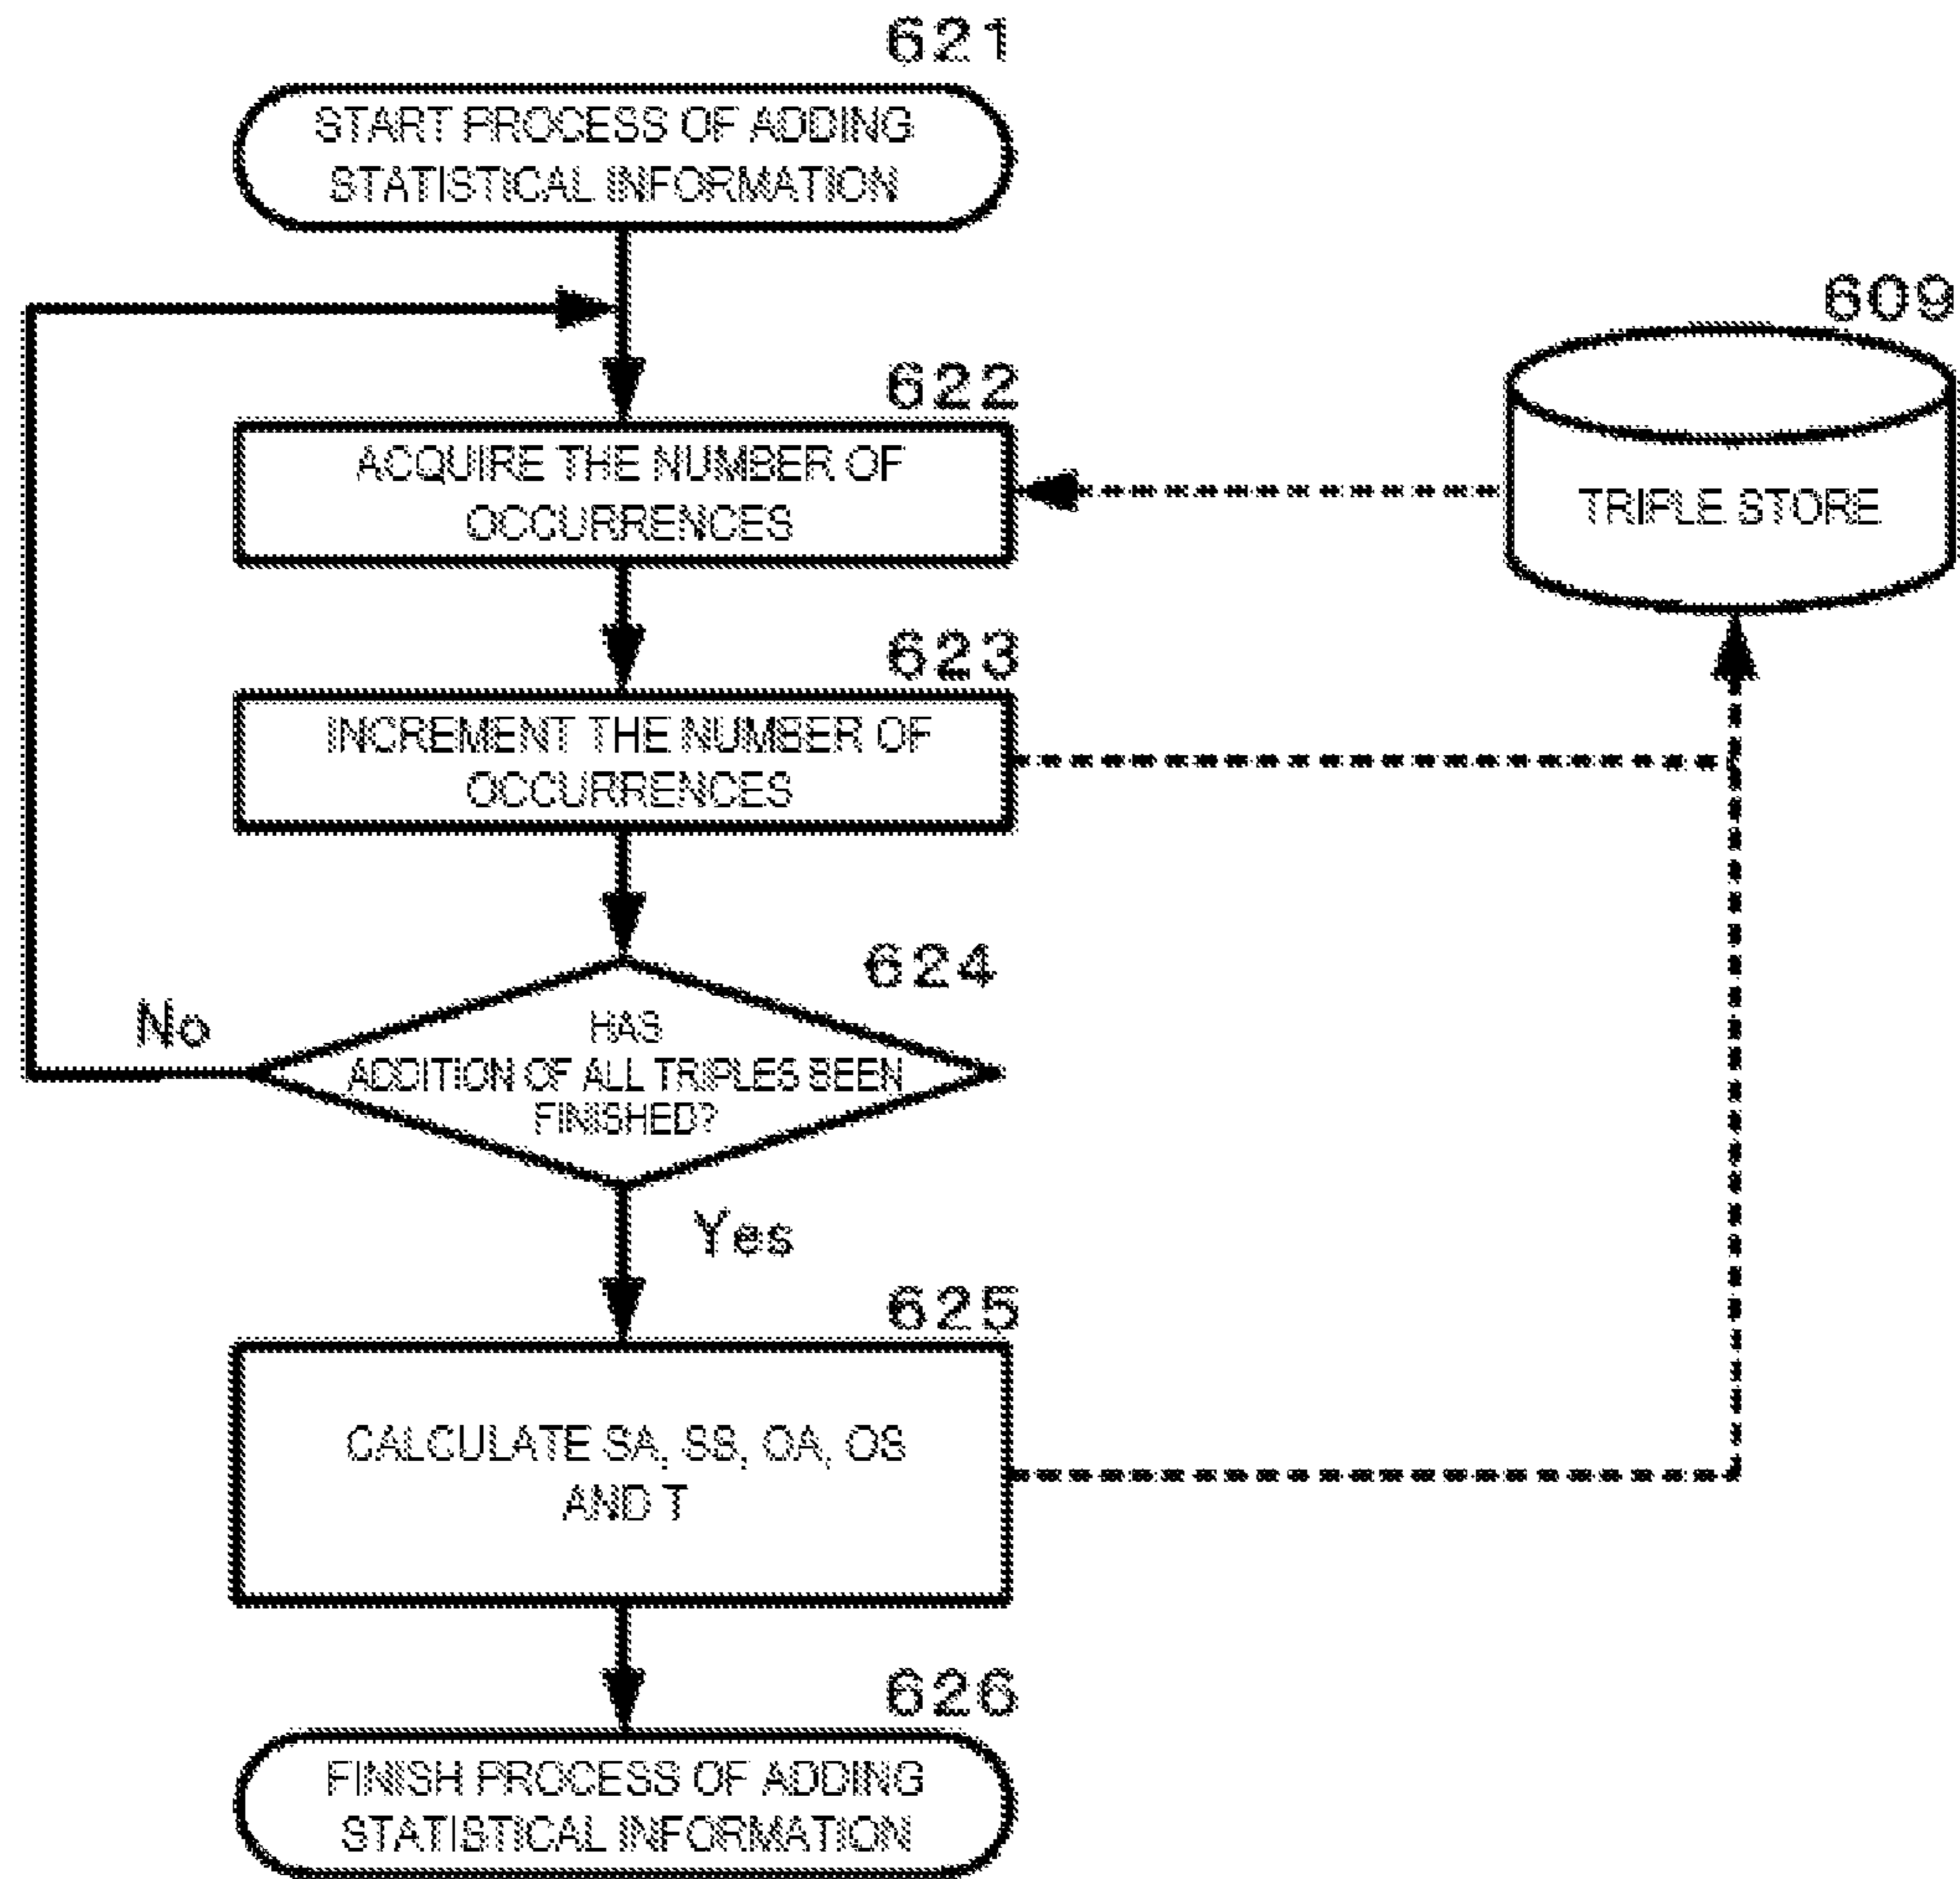 621
START PROCESS OF ADDING
STATISTICAL INFORMATION
609
622
ACQUIRE THE NUMBER OF
OCCURRENCES
TRIPLE STORE
623
INCREMENT THE NUMBER OF
OCCURRENCES
624
No
HAS
ADDITION OF ALL TRIPLES BEEN
FINISHED?
Yes
625
CALCULATE SA, SS, OA, OS
AND T
626
FINISH PROCESS OF ADDING
STATISTICAL INFORMATION